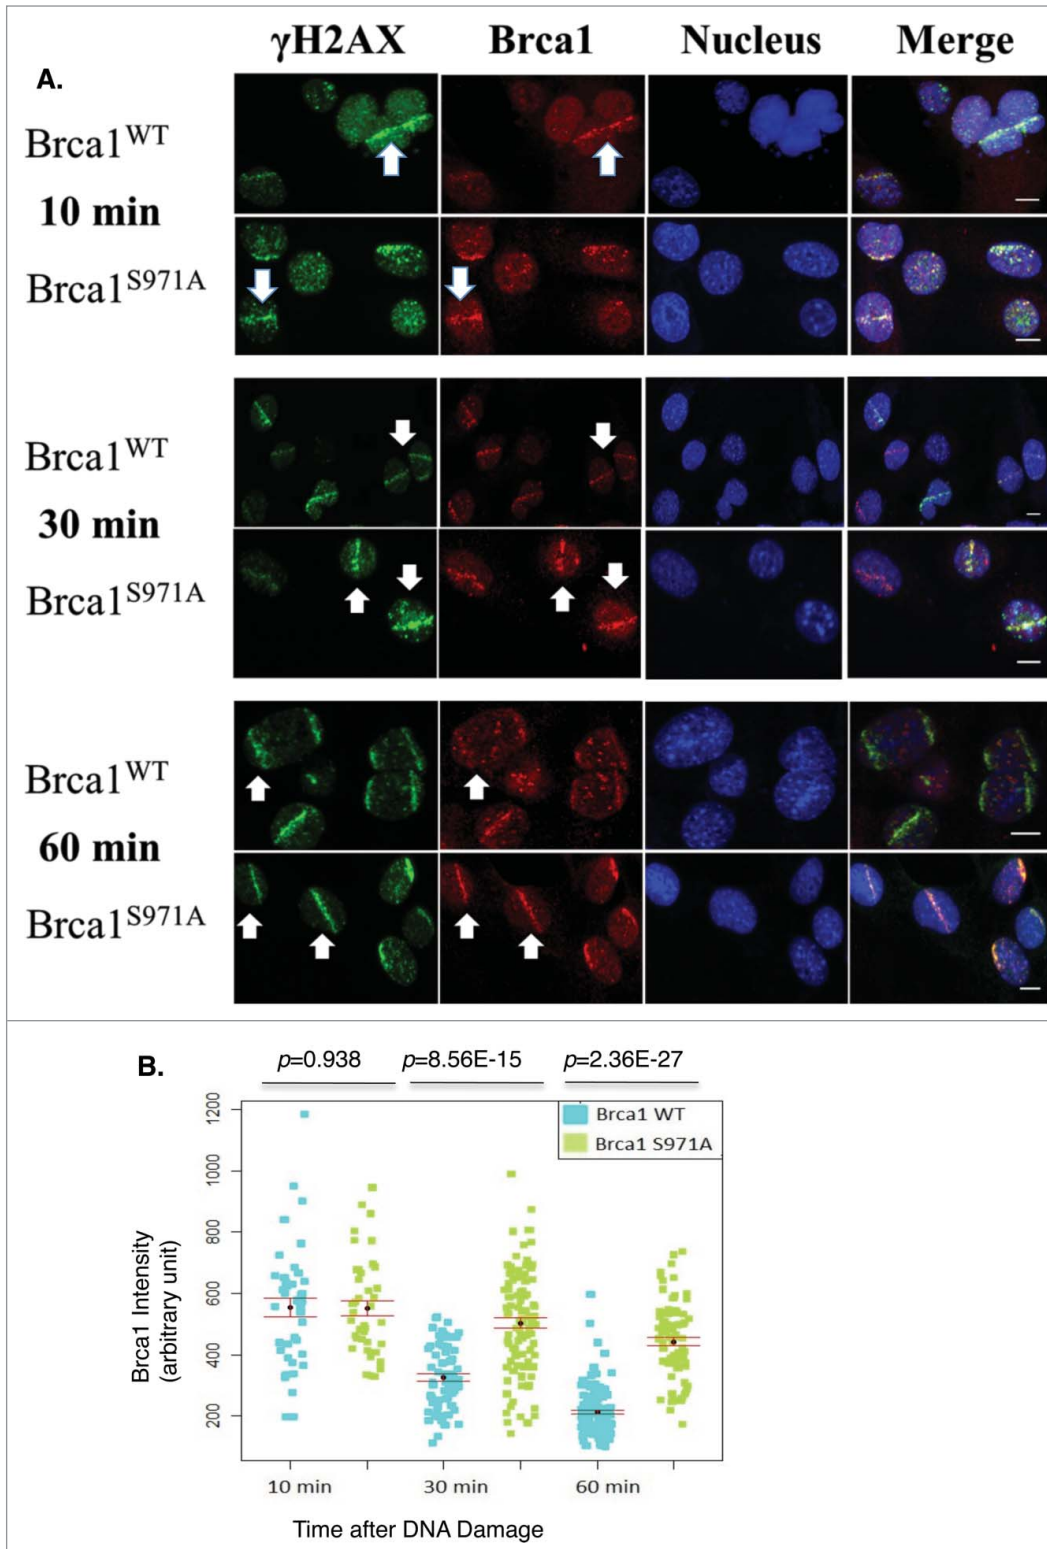 γH2AX Brca1 Nucleus Merge
A.
Brca1WT
10 min
Brca1S971A
Brca1WT
30 min
Brca1S971A
Brca1WT
60 min
Brca1S971A
B.
p=0.938 p=8.56E-15 p=2.36E-27
Brca1 WT
Brca1 S971A
1200
1000
800
600
400
200
Brca1 Intensity
(arbitrary unit)
10 min 30 min 60 min
Time after DNA Damage